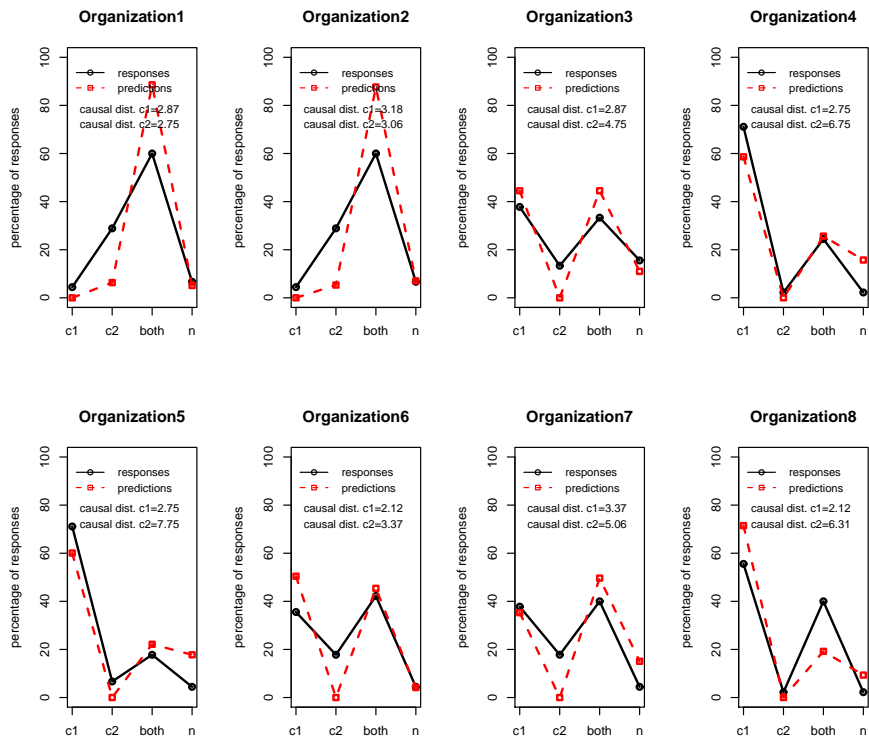 Organization1
100
80
60
40
20
0
percentage of responses
responses
predictions
causal dist. c1=2.87
causal dist. c2=2.75
c1 c2 both n
Organization2
100
80
60
40
20
0
percentage of responses
responses
predictions
causal dist. c1=3.18
causal dist. c2=3.06
c1 c2 both n
Organization3
100
80
60
40
20
0
percentage of responses
responses
predictions
causal dist. c1=2.87
causal dist. c2=4.75
c1 c2 both n
Organization4
100
80
60
40
20
0
percentage of responses
responses
predictions
causal dist. c1=2.75
causal dist. c2=6.75
c1 c2 both n
Organization5
100
80
60
40
20
0
percentage of responses
responses
predictions
causal dist. c1=2.75
causal dist. c2=7.75
c1 c2 both n
Organization6
100
80
60
40
20
0
percentage of responses
responses
predictions
causal dist. c1=2.12
causal dist. c2=3.37
c1 c2 both n
Organization7
100
80
60
40
20
0
percentage of responses
responses
predictions
causal dist. c1=3.37
causal dist. c2=5.06
c1 c2 both n
Organization8
100
80
60
40
20
0
percentage of responses
responses
predictions
causal dist. c1=2.12
causal dist. c2=6.31
c1 c2 both n